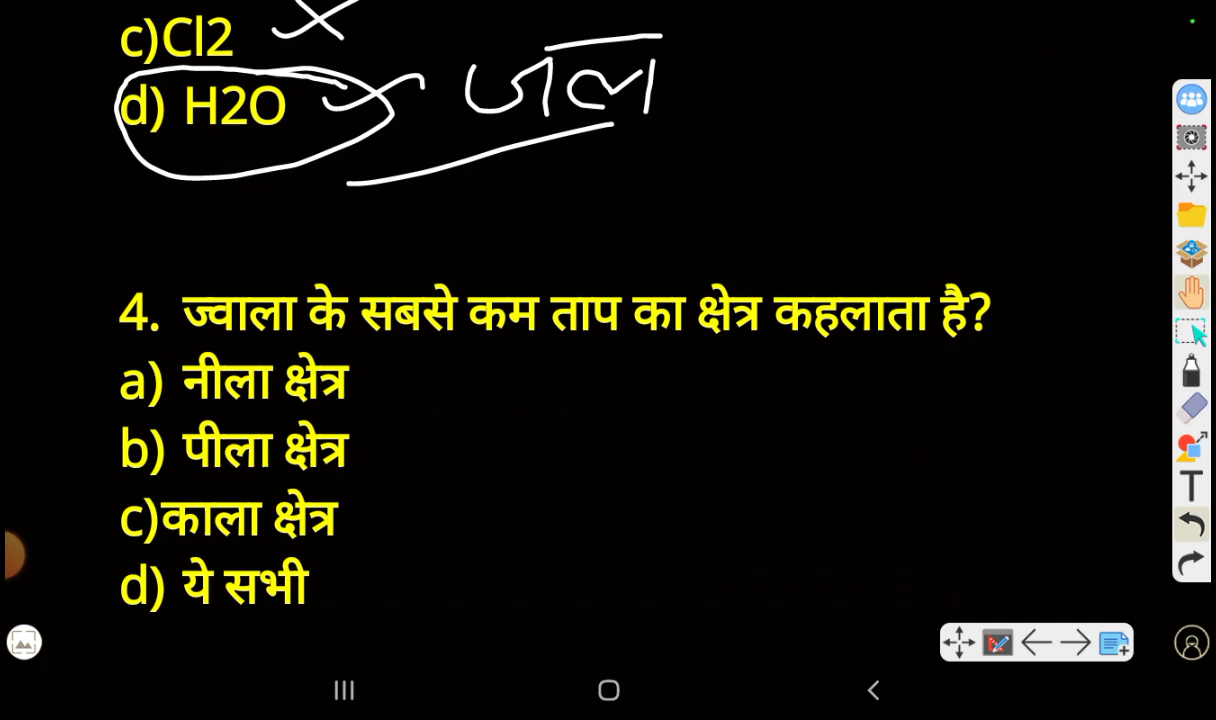 c)Cl2
d) H2O जल
4. ज्वाला के सबसे कम ताप का क्षेत्र कहलाता है?
a) नीला क्षेत्र
b) पीला क्षेत्र
c)काला क्षेत्र
d) ये सभी
T